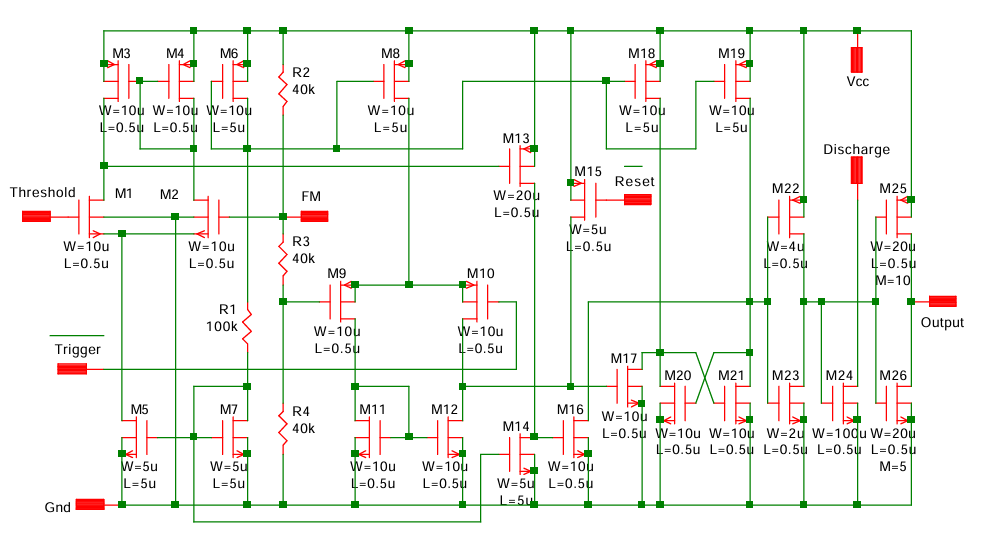 M3
W=10u
L=0.5u
M4
W=10u
L=0.5u
M6
W=10u
L=5u
R2
40k
M8
W=10u
L=5u
M18
W=10u
L=5u
M19
W=10u
L=5u
Vcc
M13
W=20u
L=0.5u
M15
W=5u
L=0.5u
Reset
Discharge
Threshold
M1
W=10u
L=0.5u
M2
W=10u
L=0.5u
FM
M22
W=4u
L=0.5u
M25
W=20u
L=0.5u
M=10
R3
40k
R1
100k
M9
W=10u
L=0.5u
M10
W=10u
L=0.5u
Output
Trigger
M17
W=10u
L=0.5u
M20
W=10u
L=0.5u
M21
W=10u
L=0.5u
M23
W=2u
L=0.5u
M24
W=100u
L=0.5u
M26
W=20u
L=0.5u
M=5
M5
W=5u
L=5u
M7
W=5u
L=5u
R4
40k
M11
W=10u
L=0.5u
M12
W=10u
L=0.5u
M14
W=5u
L=5u
M16
W=10u
L=0.5u
Gnd